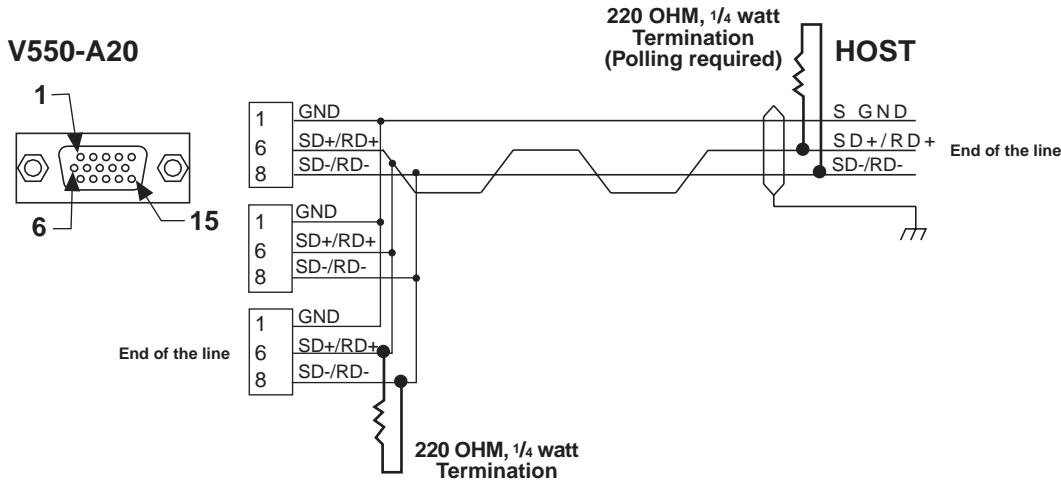 220 OHM, 1/4 watt
Termination
(Polling required)
V550-A20
HOST
1
6
15
1 GND
6 SD+/RD+
8 SD-/RD-
S GND
SD+/RD+
SD-/RD-
End of the line
1 GND
6 SD+/RD+
8 SD-/RD-
1 GND
6 SD+/RD+
8 SD-/RD-
End of the line
220 OHM, 1/4 watt
Termination